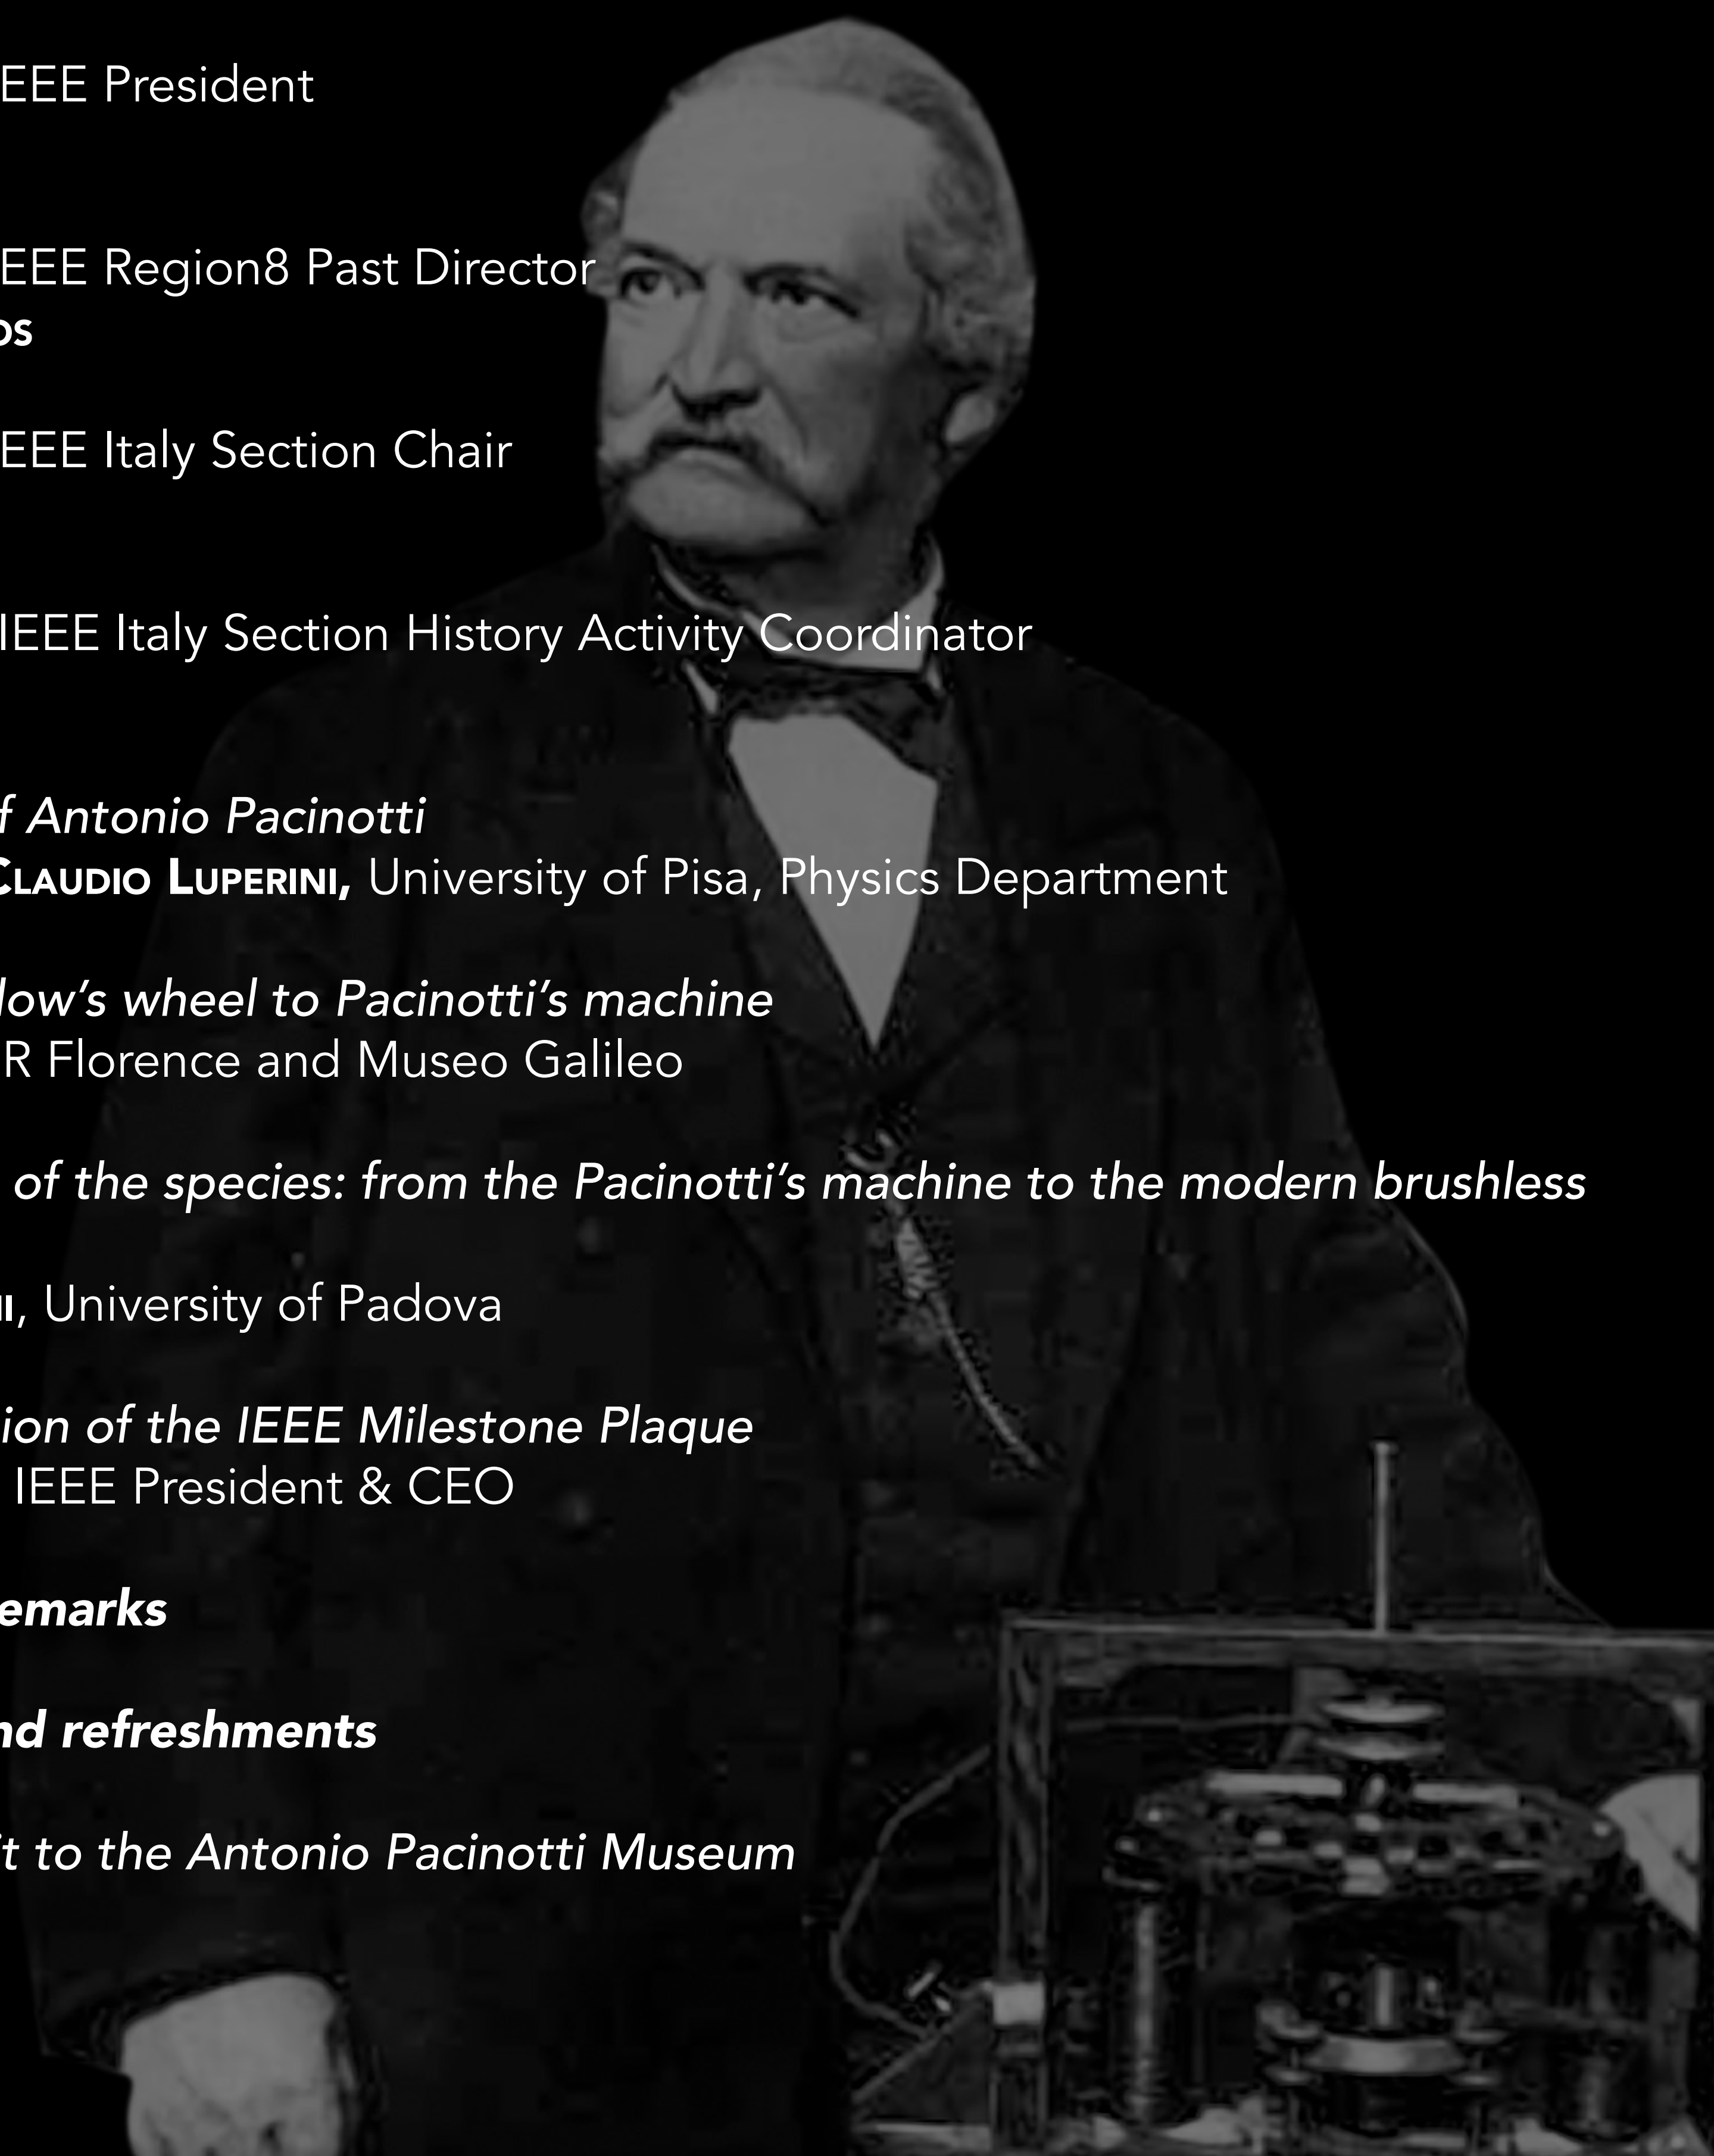 EEE President
EEE Region8 Past Director
os
EEE Italy Section Chair
IEEE Italy Section History Activity Coordinator
f Antonio Pacinotti
Claudio Luperini, University of Pisa, Physics Department
low’s wheel to Pacinotti’s machine
R Florence and Museo Galileo
of the species: from the Pacinotti’s machine to the modern brushless
, University of Padova
ion of the IEEE Milestone Plaque
IEEE President & CEO
emarks
nd refreshments
it to the Antonio Pacinotti Museum